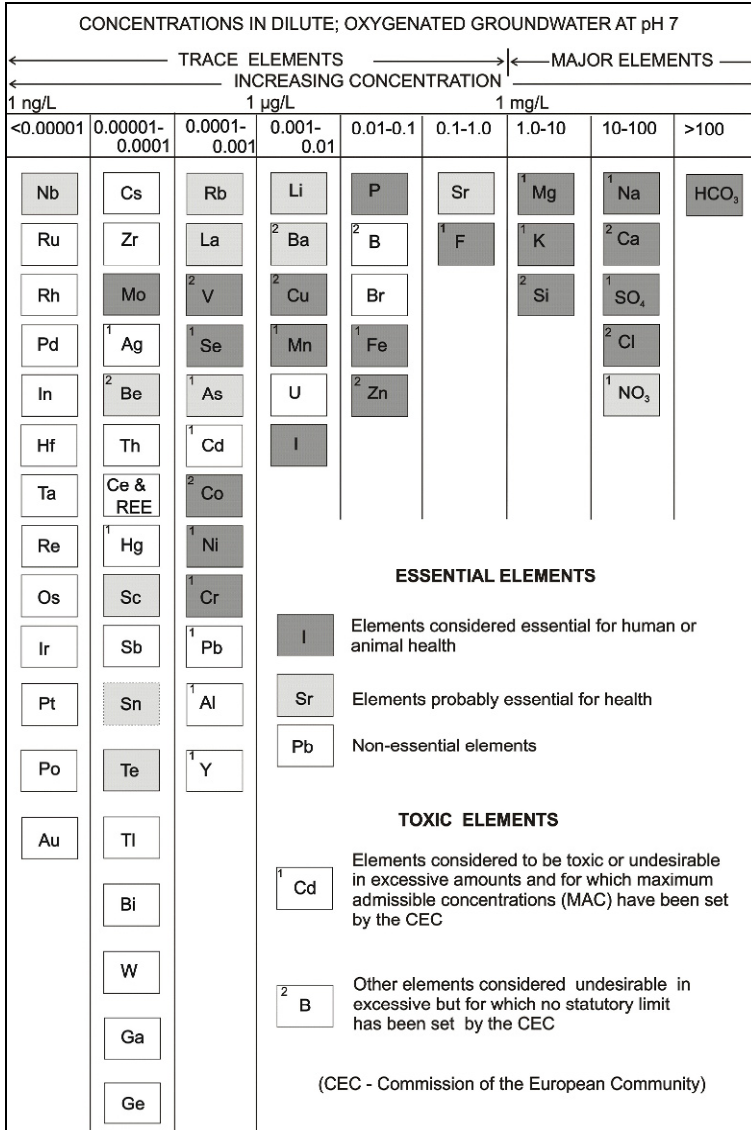 CONCENTRATIONS IN DILUTE; OXYGENATED GROUNDWATER AT pH 7
TRACE ELEMENTS MAJOR ELEMENTS
INCREASING CONCENTRATION
1 ng/L 1 µg/L 1 mg/L
<0.00001 0.00001-0.0001 0.0001-0.001 0.001-0.01 0.01-0.1 0.1-1.0 1.0-10 10-100 >100
Nb Cs Rb Li P Sr 1 Mg 1 Na HCO₃
Ru Zr La 2 Ba 2 B 1 F 1 K 2 Ca
Rh Mo 2 V 2 Cu Br 2 Si 1 SO₄
Pd 1 Ag 1 Se 1 Mn 1 Fe 2 Cl
In 2 Be 1 As U 2 Zn 1 NO₃
Hf Th 1 Cd I
Ta Ce & REE 2 Co
Re 1 Hg 1 Ni
Os Sc 1 Cr
Ir Sb 1 Pb
Pt Sn 1 Al
Po Te 1 Y
Au Tl
Bi
W
Ga
Ge
ESSENTIAL ELEMENTS
I Elements considered essential for human or
animal health
Sr Elements probably essential for health
Pb Non-essential elements
TOXIC ELEMENTS
1 Cd Elements considered to be toxic or undesirable
in excessive amounts and for which maximum
admissible concentrations (MAC) have been set
by the CEC
2 B Other elements considered undesirable in
excessive but for which no statutory limit
has been set by the CEC
(CEC - Commission of the European Community)